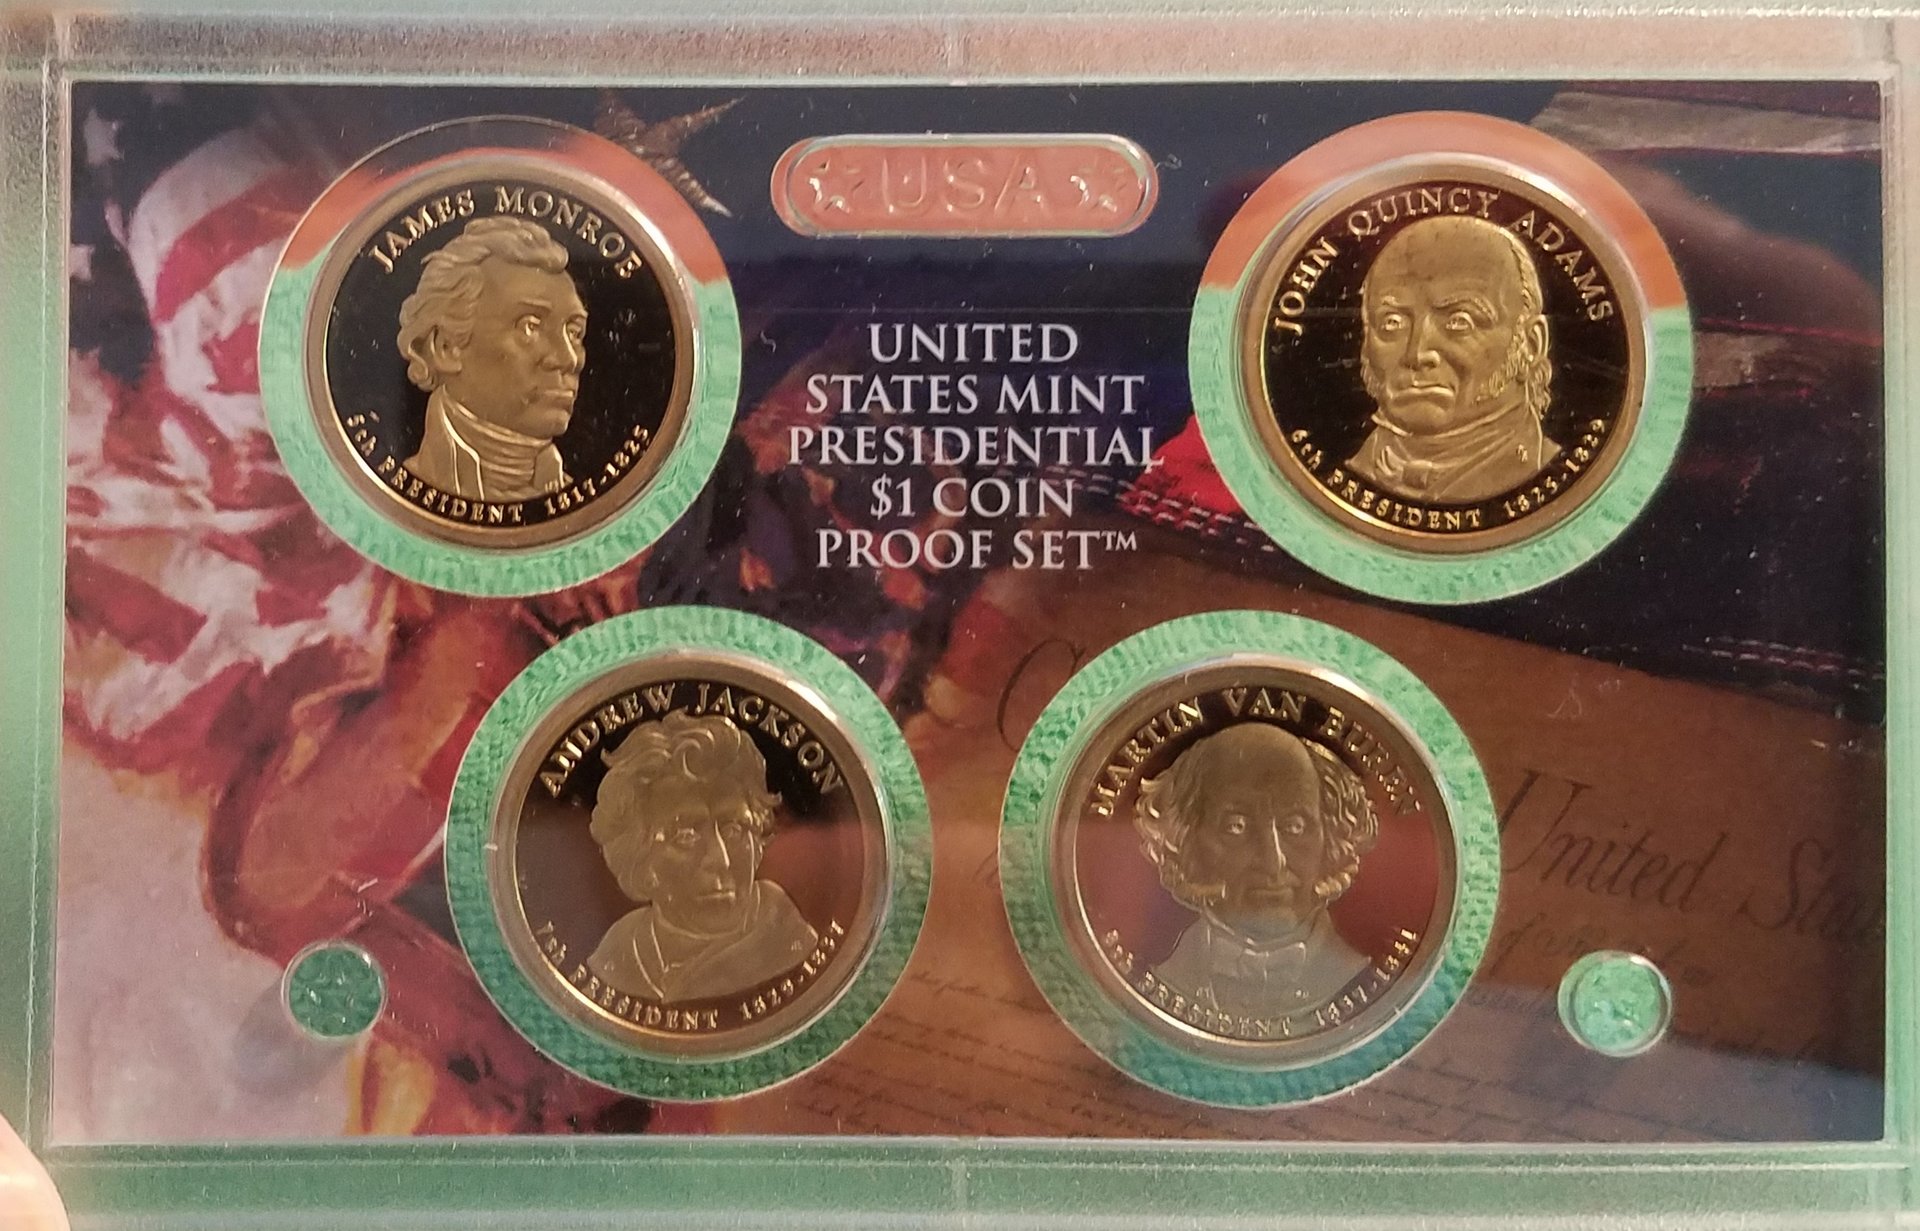 USA
JAMES MONROE
5th PRESIDENT 1817-1825
JOHN QUINCY ADAMS
6th PRESIDENT 1825-1829
UNITED
STATES MINT
PRESIDENTIAL
$1 COIN
PROOF SET™
ANDREW JACKSON
7th PRESIDENT 1829-1837
MARTIN VAN BUREN
8th PRESIDENT 1837-1841
United States